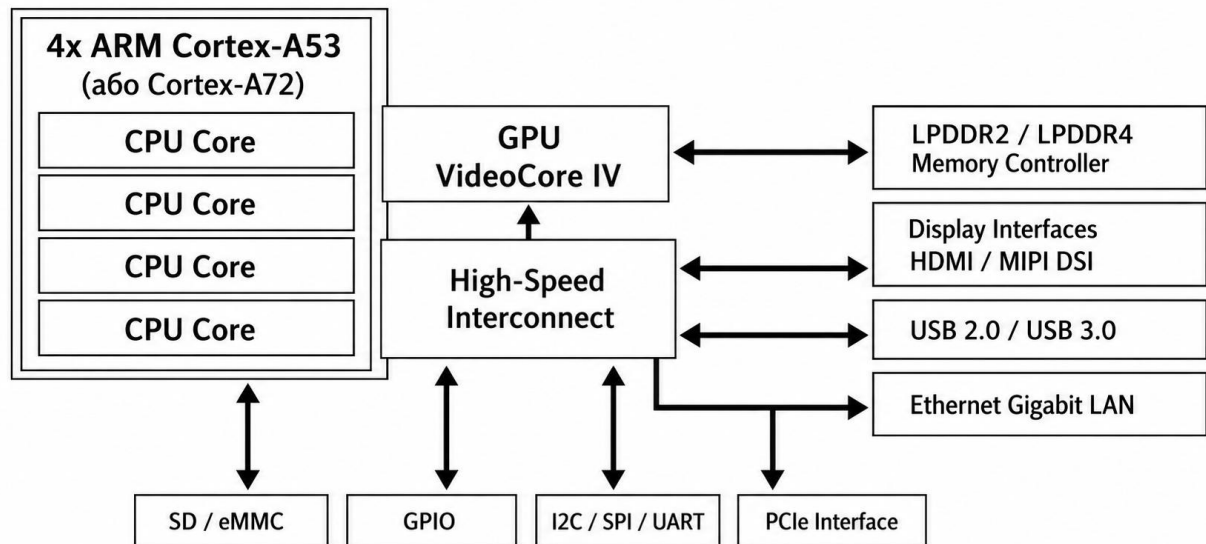 4x ARM Cortex-A53
(або Cortex-A72)
CPU Core
CPU Core
CPU Core
CPU Core
GPU
VideoCore IV
High-Speed
Interconnect
LPDDR2 / LPDDR4
Memory Controller
Display Interfaces
HDMI / MIPI DSI
USB 2.0 / USB 3.0
Ethernet Gigabit LAN
SD / eMMC
GPIO
I2C / SPI / UART
PCIe Interface